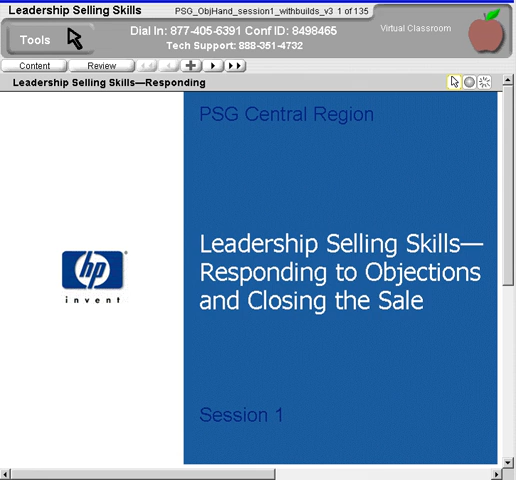 Leadership Selling Skills
PSG_ObjHand_session1_withbuilds_v3 1 of 135
Tools
Dial In: 877-405-6391 Conf ID: 8498465
Tech Support: 888-351-4732
Virtual Classroom
Content
Review
Leadership Selling Skills—Responding
PSG Central Region
Leadership Selling Skills—
Responding to Objections
and Closing the Sale
hp
invent
Session 1